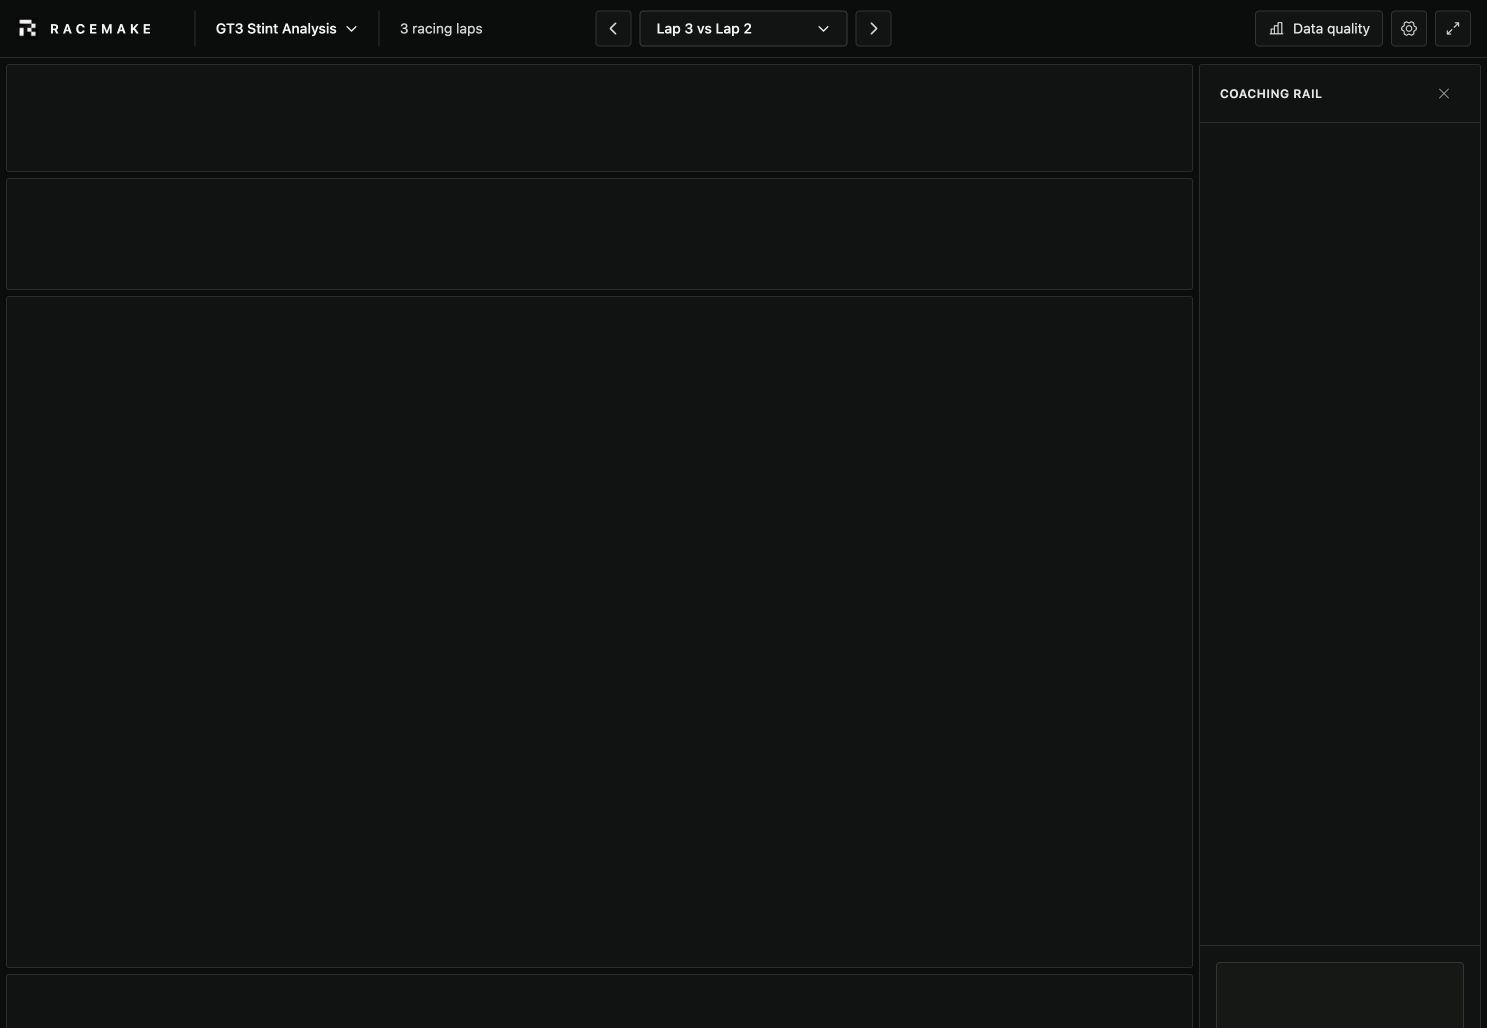 RACEMAKE
GT3 Stint Analysis
3 racing laps
Lap 3 vs Lap 2
Data quality
COACHING RAIL